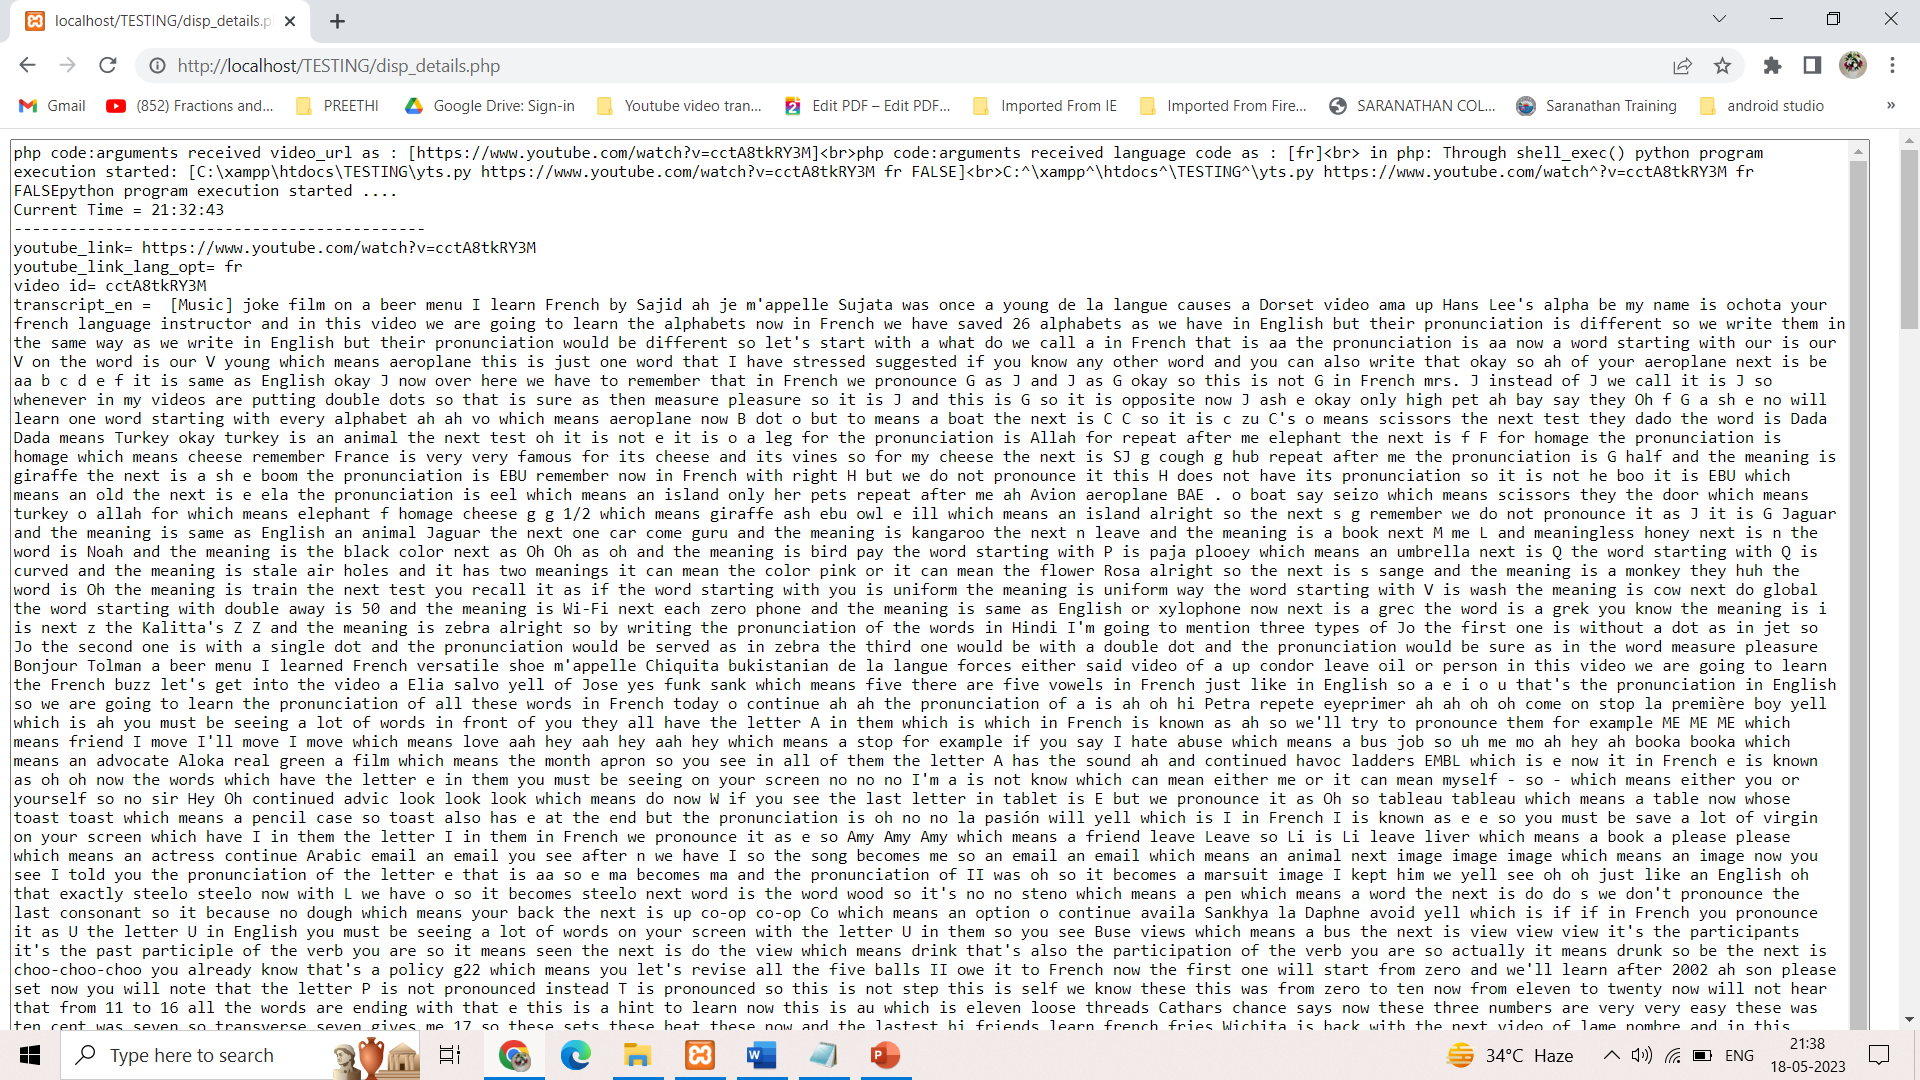 localhost/TESTING/disp_details.p
http://localhost/TESTING/disp_details.php
Gmail
(852) Fractions and...
PREETHI
Google Drive: Sign-in
Youtube video tran...
Edit PDF – Edit PDF...
Imported From IE
Imported From Fire...
SARANATHAN COL...
Saranathan Training
android studio
»
php code:arguments received video_url as : [https://www.youtube.com/watch?v=cctA8tkRY3M]<br>php code:arguments received language code as : [fr]<br> in php: Through shell_exec() python program
execution started: [C:\xampp\htdocs\TESTING\yts.py https://www.youtube.com/watch?v=cctA8tkRY3M fr FALSE]<br>C:^\xampp^\htdocs^\TESTING^\yts.py https://www.youtube.com/watch^?v=cctA8tkRY3M fr
FALSEpython program execution started ....
Current Time = 21:32:43
---------------------------------------------
youtube_link= https://www.youtube.com/watch?v=cctA8tkRY3M
youtube_link_lang_opt= fr
video id= cctA8tkRY3M
transcript_en =  [Music] joke film on a beer menu I learn French by Sajid ah je m'appelle Sujata was once a young de la langue causes a Dorset video ama up Hans Lee's alpha be my name is ochota your
french language instructor and in this video we are going to learn the alphabets now in French we have saved 26 alphabets as we have in English but their pronunciation is different so we write them in
the same way as we write in English but their pronunciation would be different so let's start with a what do we call a in French that is aa the pronunciation is aa now a word starting with our is our
V on the word is our V young which means aeroplane this is just one word that I have stressed suggested if you know any other word and you can also write that okay so ah of your aeroplane next is be
aa b c d e f it is same as English okay J now over here we have to remember that in French we pronounce G as J and J as G okay so this is not G in French mrs. J instead of J we call it is J so
whenever in my videos are putting double dots so that is sure as then measure pleasure so it is J and this is G so it is opposite now J ash e okay only high pet ah bay say they Oh f G a sh e no will
learn one word starting with every alphabet ah ah vo which means aeroplane now B dot o but to means a boat the next is C C so it is c zu C's o means scissors the next test they dado the word is Dada
Dada means Turkey okay turkey is an animal the next test oh it is not e it is o a leg for the pronunciation is Allah for repeat after me elephant the next is f F for homage the pronunciation is
homage which means cheese remember France is very very famous for its cheese and its vines so for my cheese the next is SJ g cough g hub repeat after me the pronunciation is G half and the meaning is
giraffe the next is a sh e boom the pronunciation is EBU remember now in French with right H but we do not pronounce it this H does not have its pronunciation so it is not he boo it is EBU which
means an old the next is e ela the pronunciation is eel which means an island only her pets repeat after me ah Avion aeroplane BAE . o boat say seizo which means scissors they the door which means
turkey o allah for which means elephant f homage cheese g g 1/2 which means giraffe ash ebu owl e ill which means an island alright so the next s g remember we do not pronounce it as J it is G Jaguar
and the meaning is same as English an animal Jaguar the next one car come guru and the meaning is kangaroo the next n leave and the meaning is a book next M me L and meaningless honey next is n the
word is Noah and the meaning is the black color next as Oh Oh as oh and the meaning is bird pay the word starting with P is paja plooey which means an umbrella next is Q the word starting with Q is
curved and the meaning is stale air holes and it has two meanings it can mean the color pink or it can mean the flower Rosa alright so the next is s sange and the meaning is a monkey they huh the
word is Oh the meaning is train the next test you recall it as if the word starting with you is uniform the meaning is uniform way the word starting with V is wash the meaning is cow next do global
the word starting with double away is 50 and the meaning is Wi-Fi next each zero phone and the meaning is same as English or xylophone now next is a grec the word is a grek you know the meaning is i
is next z the Kalitta's Z Z and the meaning is zebra alright so by writing the pronunciation of the words in Hindi I'm going to mention three types of Jo the first one is without a dot as in jet so
Jo the second one is with a single dot and the pronunciation would be served as in zebra the third one would be with a double dot and the pronunciation would be sure as in the word measure pleasure
Bonjour Tolman a beer menu I learned French versatile shoe m'appelle Chiquita bukistanian de la langue forces either said video of a up condor leave oil or person in this video we are going to learn
the French buzz let's get into the video a Elia salvo yell of Jose yes funk sank which means five there are five vowels in French just like in English so a e i o u that's the pronunciation in English
so we are going to learn the pronunciation of all these words in French today o continue ah ah the pronunciation of a is ah oh hi Petra repete eyeprimer ah ah oh oh come on stop la première boy yell
which is ah you must be seeing a lot of words in front of you they all have the letter A in them which is which in French is known as ah so we'll try to pronounce them for example ME ME ME which
means friend I move I'll move I move which means love aah hey aah hey aah hey which means a stop for example if you say I hate abuse which means a bus job so uh me mo ah hey ah booka booka which
means an advocate Aloka real green a film which means the month apron so you see in all of them the letter A has the sound ah and continued havoc ladders EMBL which is e now it in French e is known
as oh oh now the words which have the letter e in them you must be seeing on your screen no no no I'm a is not know which can mean either me or it can mean myself - so - which means either you or
yourself so no sir Hey Oh continued advic look look look which means do now W if you see the last letter in tablet is E but we pronounce it as Oh so tableau tableau which means a table now whose
toast toast which means a pencil case so toast also has e at the end but the pronunciation is oh no no la pasión will yell which is I in French I is known as e e so you must be save a lot of virgin
on your screen which have I in them the letter I in them in French we pronounce it as e so Amy Amy Amy which means a friend leave Leave so Li is Li leave liver which means a book a please please
which means an actress continue Arabic email an email you see after n we have I so the song becomes me so an email an email which means an animal next image image image which means an image now you
see I told you the pronunciation of the letter e that is aa so e ma becomes ma and the pronunciation of II was oh so it becomes a marsuit image I kept him we yell see oh oh just like an English oh
that exactly steelo steelo now with L we have o so it becomes steelo next word is the word wood so it's no no steno which means a pen which means a word the next is do do s we don't pronounce the
last consonant so it because no dough which means your back the next is up co-op co-op Co which means an option o continue availa Sankhya la Daphne avoid yell which is if if in French you pronounce
it as U the letter U in English you must be seeing a lot of words on your screen with the letter U in them so you see Buse views which means a bus the next is view view view it's the participants
it's the past participle of the verb you are so it means seen the next is do the view which means drink that's also the participation of the verb you are so actually it means drunk so be the next is
choo-choo-choo you already know that's a policy g22 which means you let's revise all the five balls II owe it to French now the first one will start from zero and we'll learn after 2002 ah son please
set now you will note that the letter P is not pronounced instead T is pronounced so this is not step this is self we know these this was from zero to ten now from eleven to twenty now will not hear
that from 11 to 16 all the words are ending with that e this is a hint to learn now this is au which is eleven loose threads Cathars chance says now these three numbers are very very easy these was
ten cent was seven so transverse seven gives me 17 so these sets these beat these now and the lastest hi friends learn french fries Wichita is back with the next video of lame nombre and in this
Type here to search
34°C Haze
ENG
21:38
18-05-2023